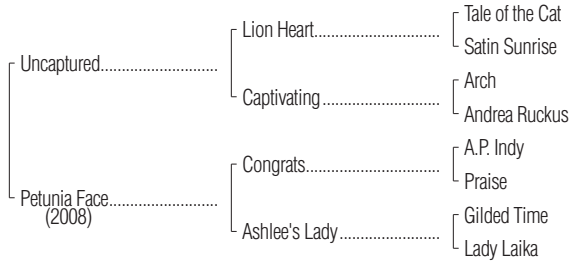 Tale of the Cat
Lion Heart
Satin Sunrise
Uncaptured
Arch
Captivating
Andrea Ruckus
A.P. Indy
Congrats
Praise
Petunia Face
(2008)
Gilded Time
Ashlee's Lady
Lady Laika